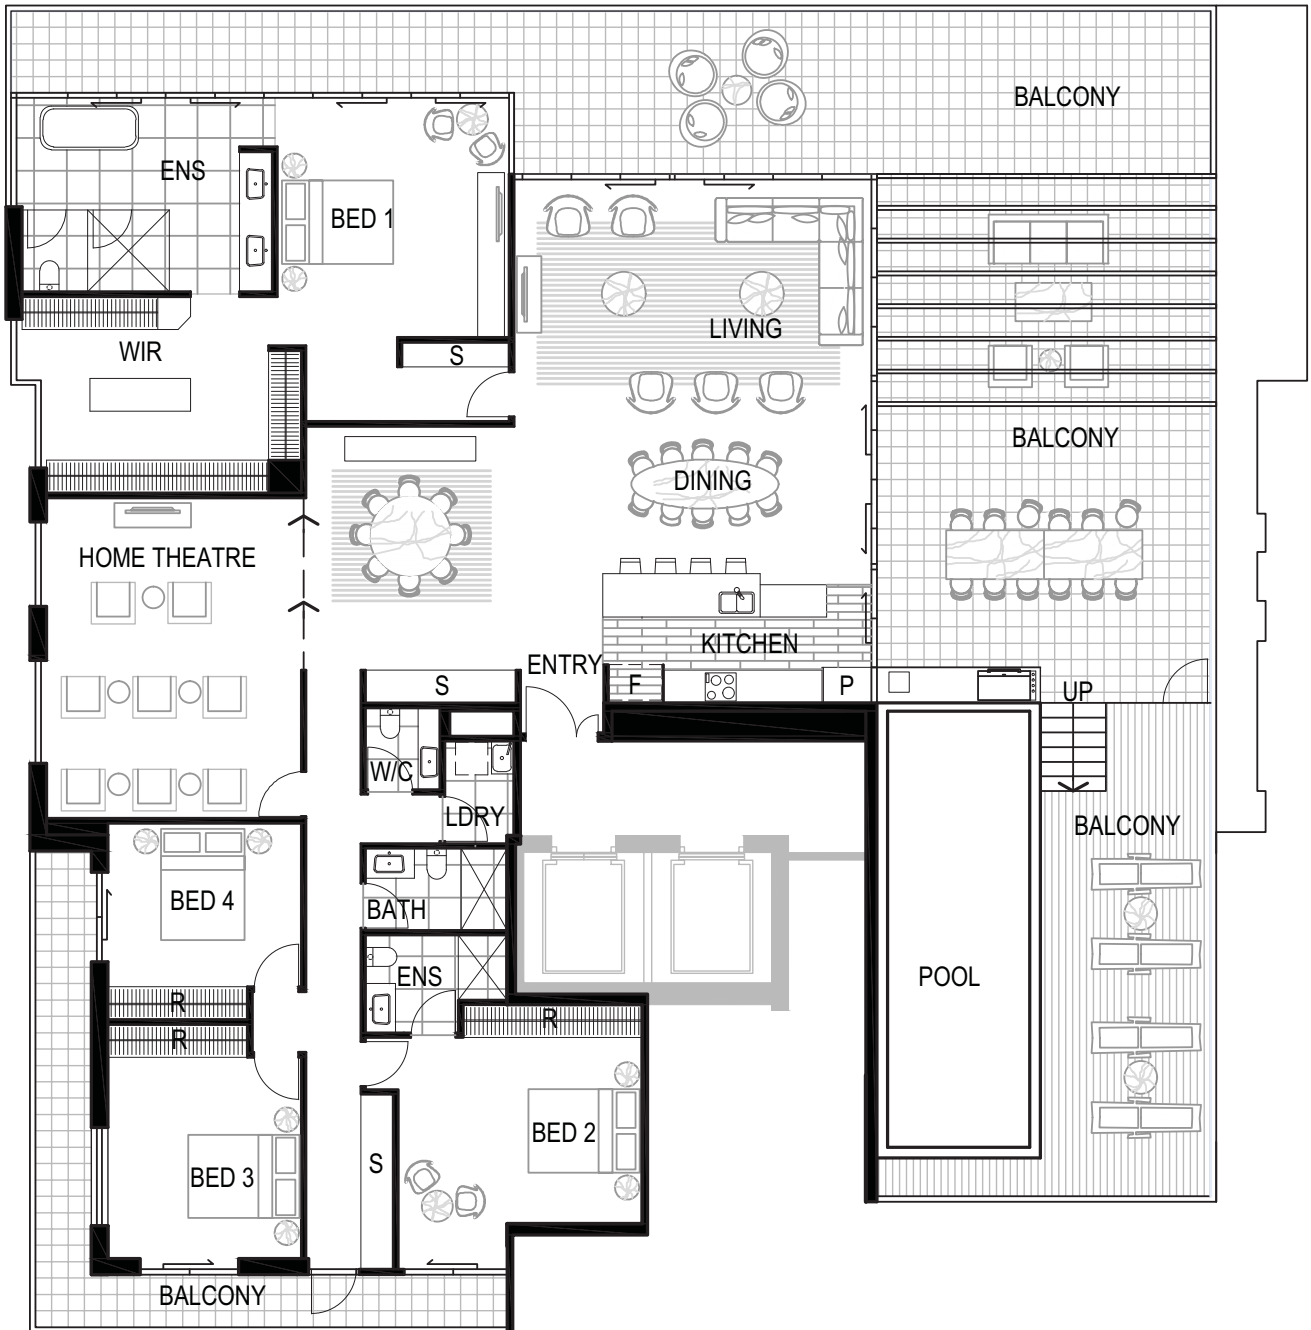 BALCONY
ENS
BED 1
LIVING
WIR
S
BALCONY
DINING
HOME THEATRE
KITCHEN
ENTRY
S
F
P
UP
W/C
LDRY
BALCONY
BED 4
BATH
ENS
POOL
R
R
R
BED 2
S
BED 3
BALCONY